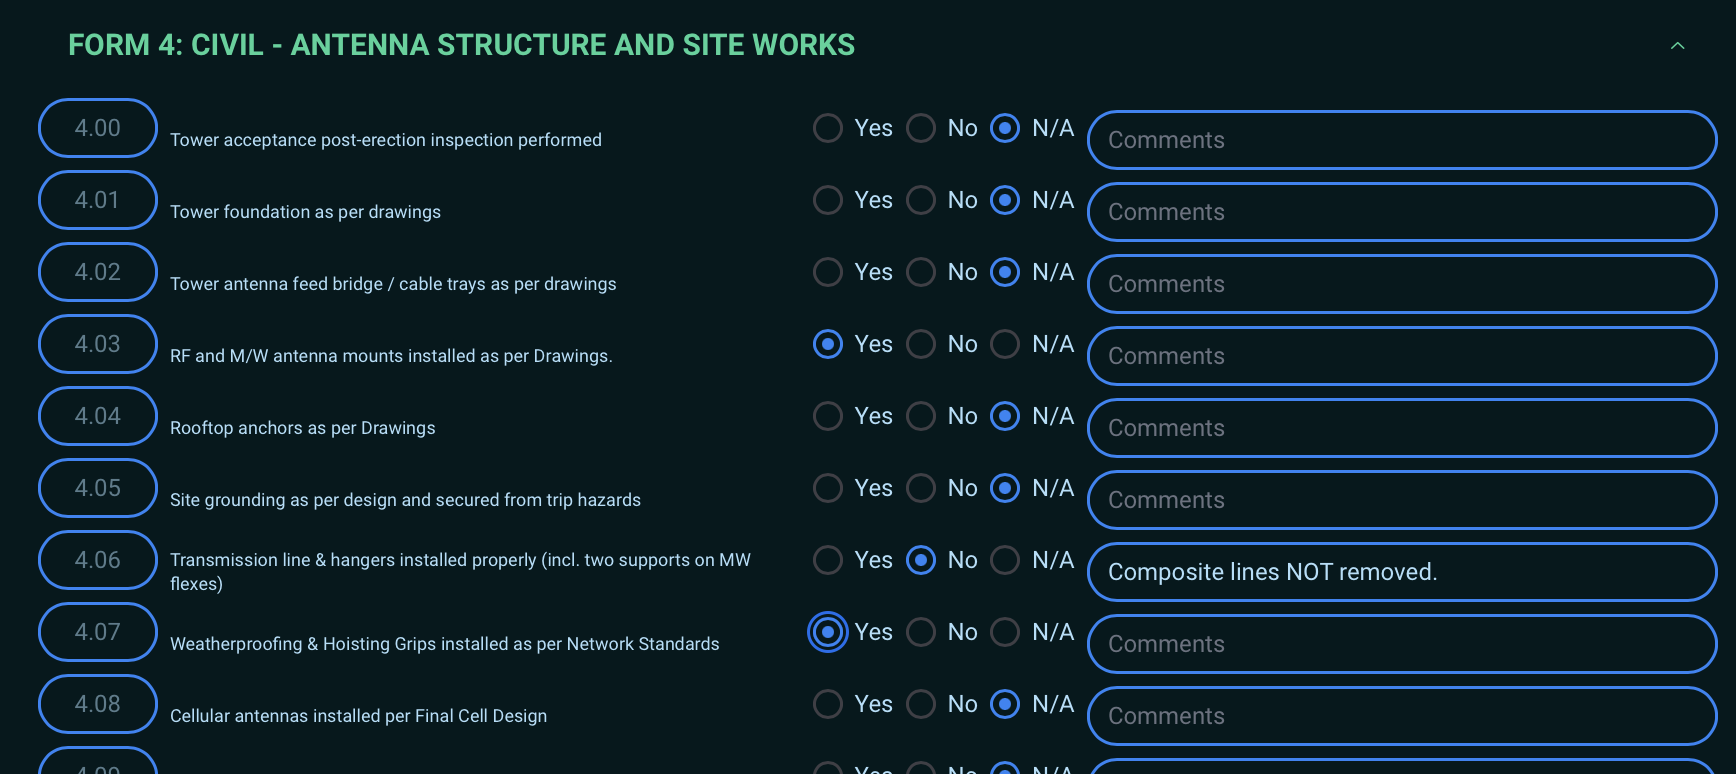 FORM 4: CIVIL - ANTENNA STRUCTURE AND SITE WORKS
4.00 Tower acceptance post-erection inspection performed Yes No N/A Comments
4.01 Tower foundation as per drawings Yes No N/A Comments
4.02 Tower antenna feed bridge / cable trays as per drawings Yes No N/A Comments
4.03 RF and M/W antenna mounts installed as per Drawings. Yes No N/A Comments
4.04 Rooftop anchors as per Drawings Yes No N/A Comments
4.05 Site grounding as per design and secured from trip hazards Yes No N/A Comments
4.06 Transmission line & hangers installed properly (incl. two supports on MW Yes No N/A Composite lines NOT removed.
flexes)
4.07 Weatherproofing & Hoisting Grips installed as per Network Standards Yes No N/A Comments
4.08 Cellular antennas installed per Final Cell Design Yes No N/A Comments
Yes No N/A